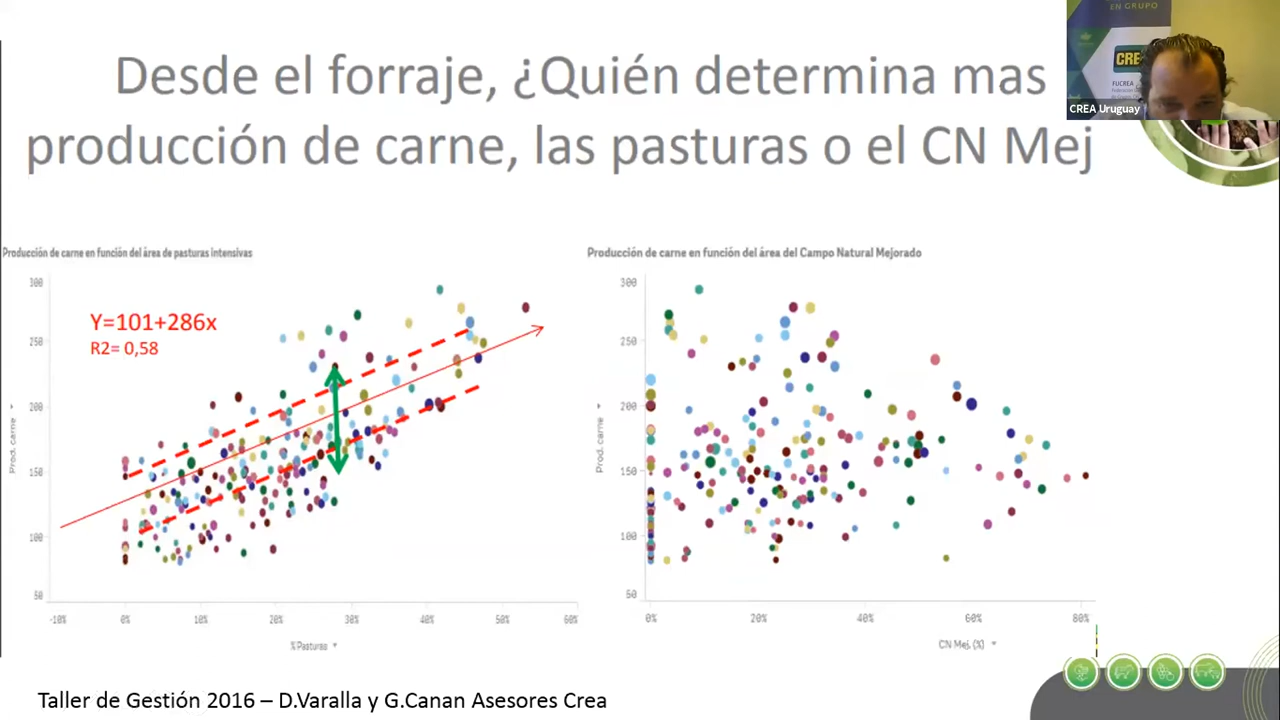 EN GRUPO
CRE
FUCREA
CREA Uruguay
Desde el forraje, ¿Quién determina mas
producción de carne, las pasturas o el CN Mej
Producción de carne en función del área de pasturas intensivas
Y=101+286x
R2= 0,58
300
250
200
150
100
50
Prod. carne
-10%
0%
10%
20%
30%
40%
50%
60%
% Pasturas
Producción de carne en función del área del Campo Natural Mejorado
300
250
200
150
100
50
Prod. carne
0%
20%
40%
60%
80%
CN Mej. (%)
Taller de Gestión 2016 – D.Varalla y G.Canan Asesores Crea